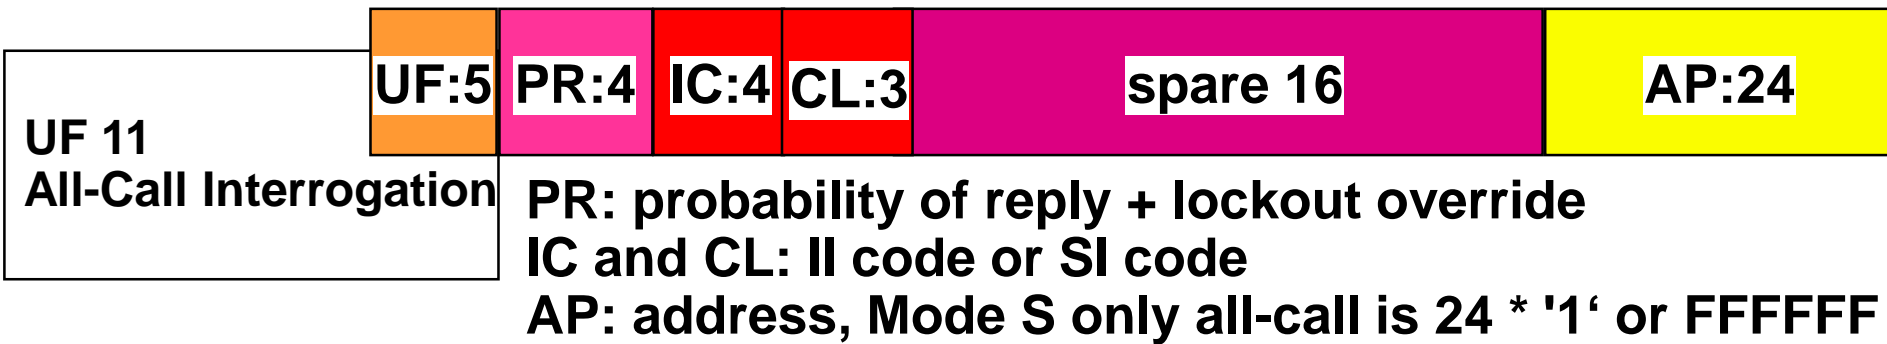 UF:5 PR:4 IC:4 CL:3 spare 16 AP:24
UF 11
All-Call Interrogation
PR: probability of reply + lockout override
IC and CL: II code or SI code
AP: address, Mode S only all-call is 24 * '1‘ or FFFFFF